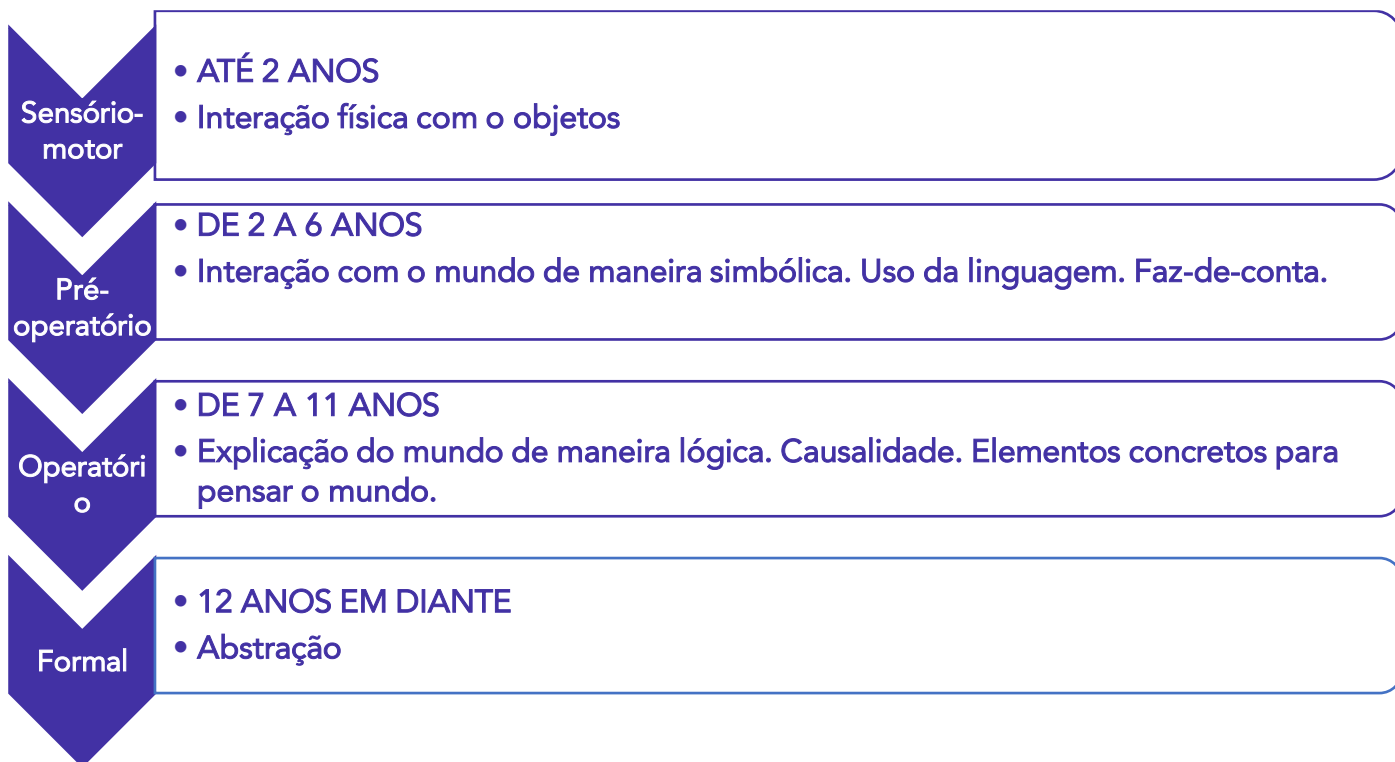 Sensório-
motor
• ATÉ 2 ANOS
• Interação física com o objetos
Pré-
operatório
• DE 2 A 6 ANOS
• Interação com o mundo de maneira simbólica. Uso da linguagem. Faz-de-conta.
Operatóri
o
• DE 7 A 11 ANOS
• Explicação do mundo de maneira lógica. Causalidade. Elementos concretos para
pensar o mundo.
Formal
• 12 ANOS EM DIANTE
• Abstração